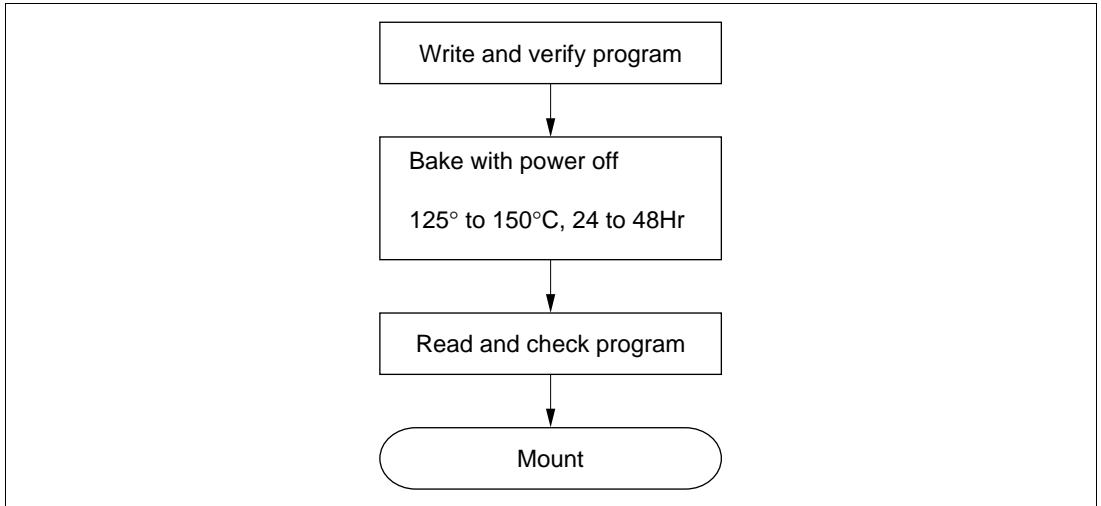 Write and verify program
Bake with power off
125° to 150°C, 24 to 48Hr
Read and check program
Mount